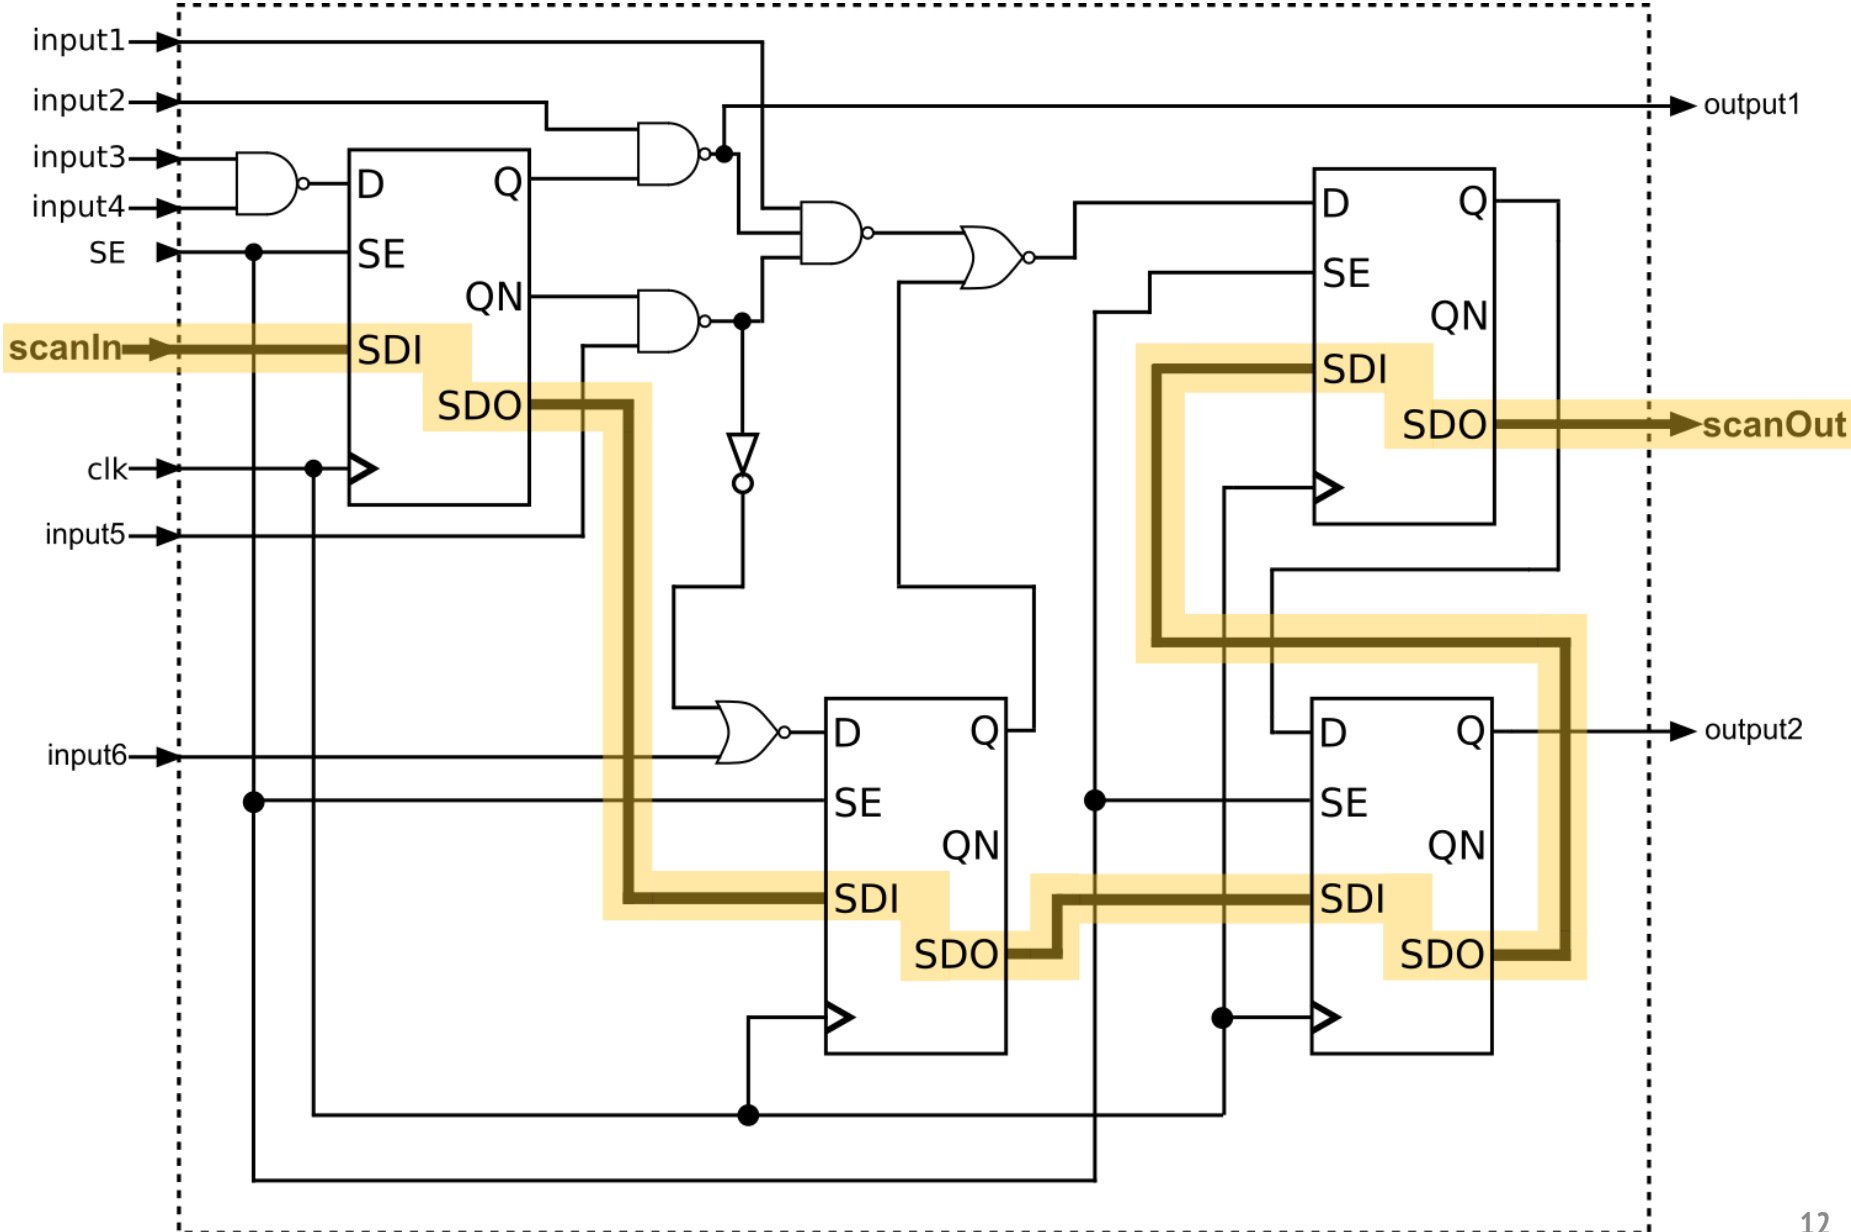 input1
input2
input3
input4
SE
scanIn
clk
input5
input6
D
Q
SE
QN
SDI
SDO
D
Q
SE
QN
SDI
SDO
D
Q
SE
QN
SDI
SDO
D
Q
SE
QN
SDI
SDO
output1
scanOut
output2
12